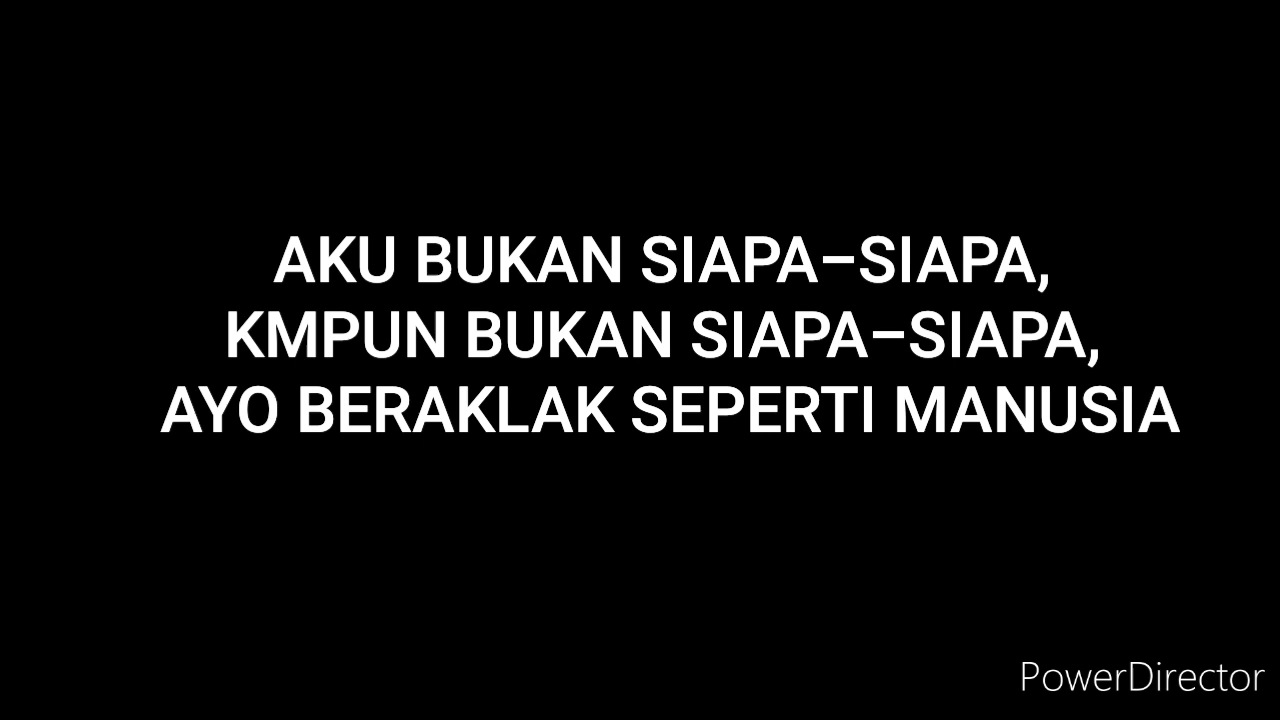 AKU BUKAN SIAPA–SIAPA,
KMPUN BUKAN SIAPA–SIAPA,
AYO BERAKLAK SEPERTI MANUSIA
PowerDirector